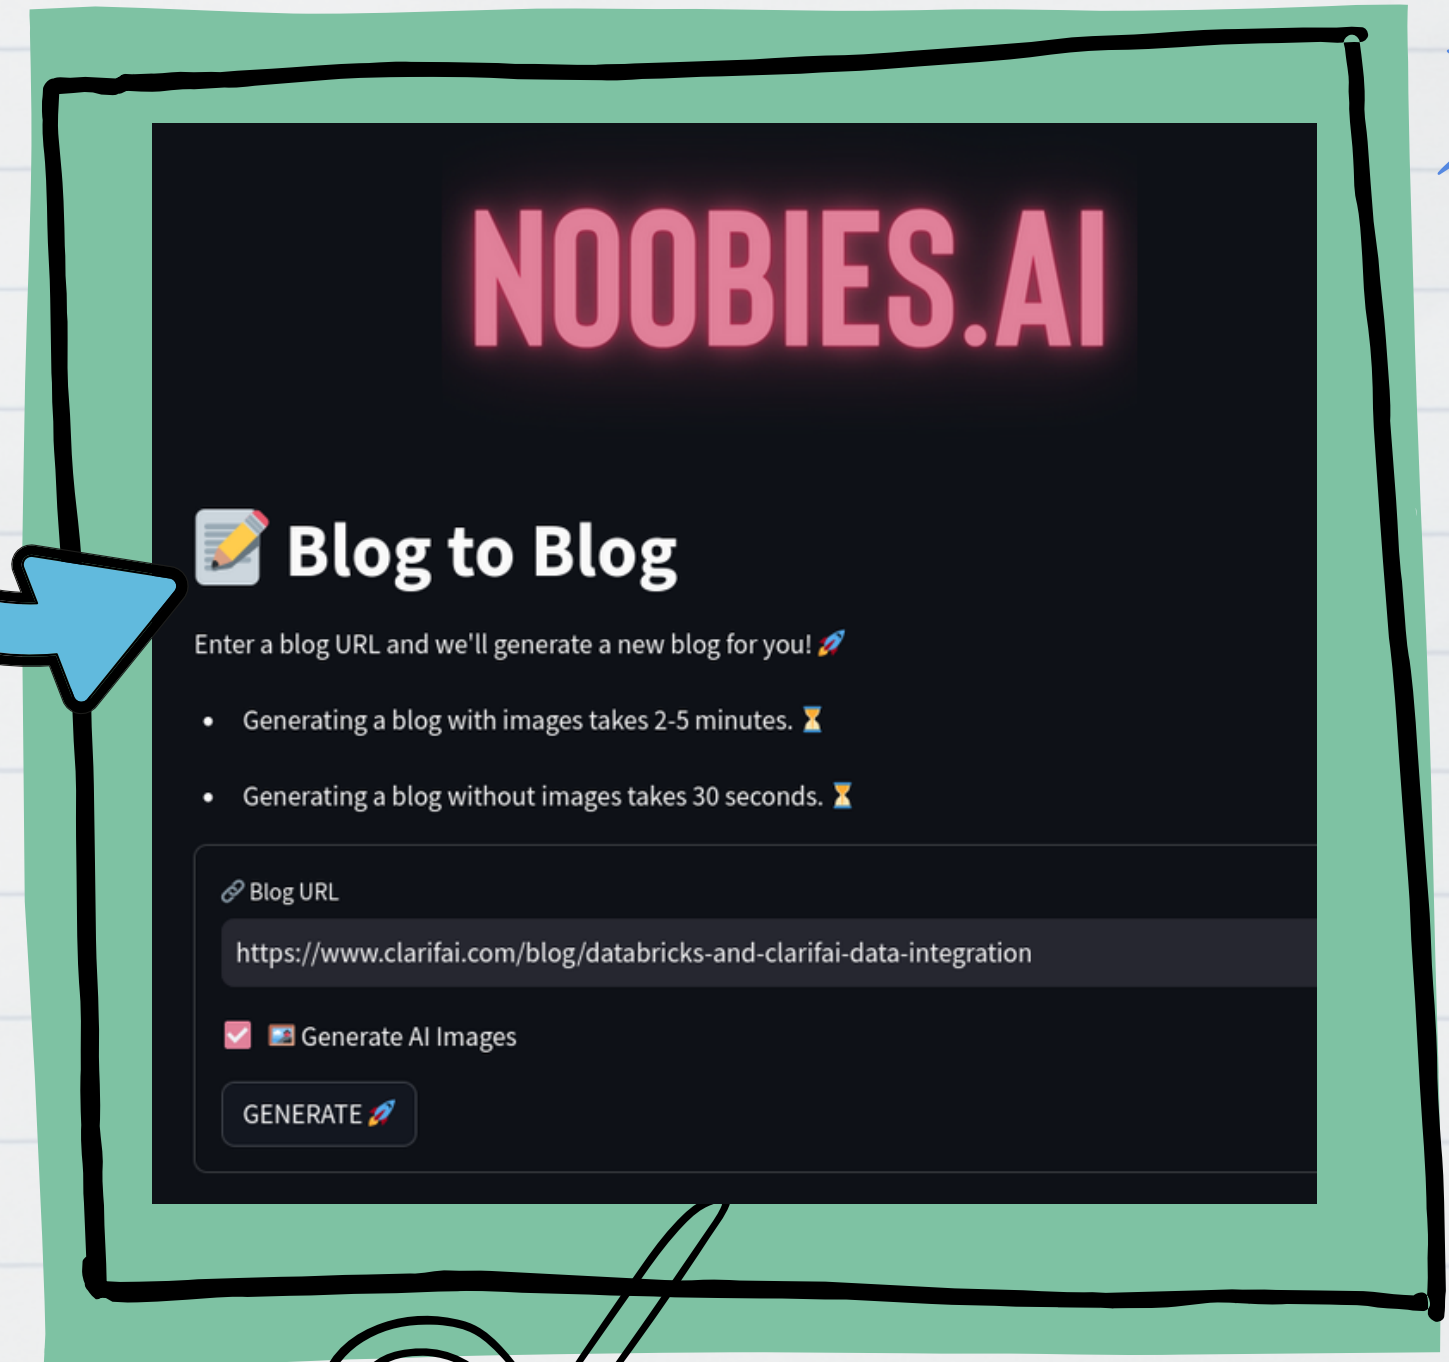 NOOBIES.AI
📝 Blog to Blog
Enter a blog URL and we'll generate a new blog for you! 🚀
• Generating a blog with images takes 2-5 minutes. ⏳
• Generating a blog without images takes 30 seconds. ⏳
🔗 Blog URL
https://www.clarifai.com/blog/databricks-and-clarifai-data-integration
🖼️ Generate AI Images
GENERATE 🚀